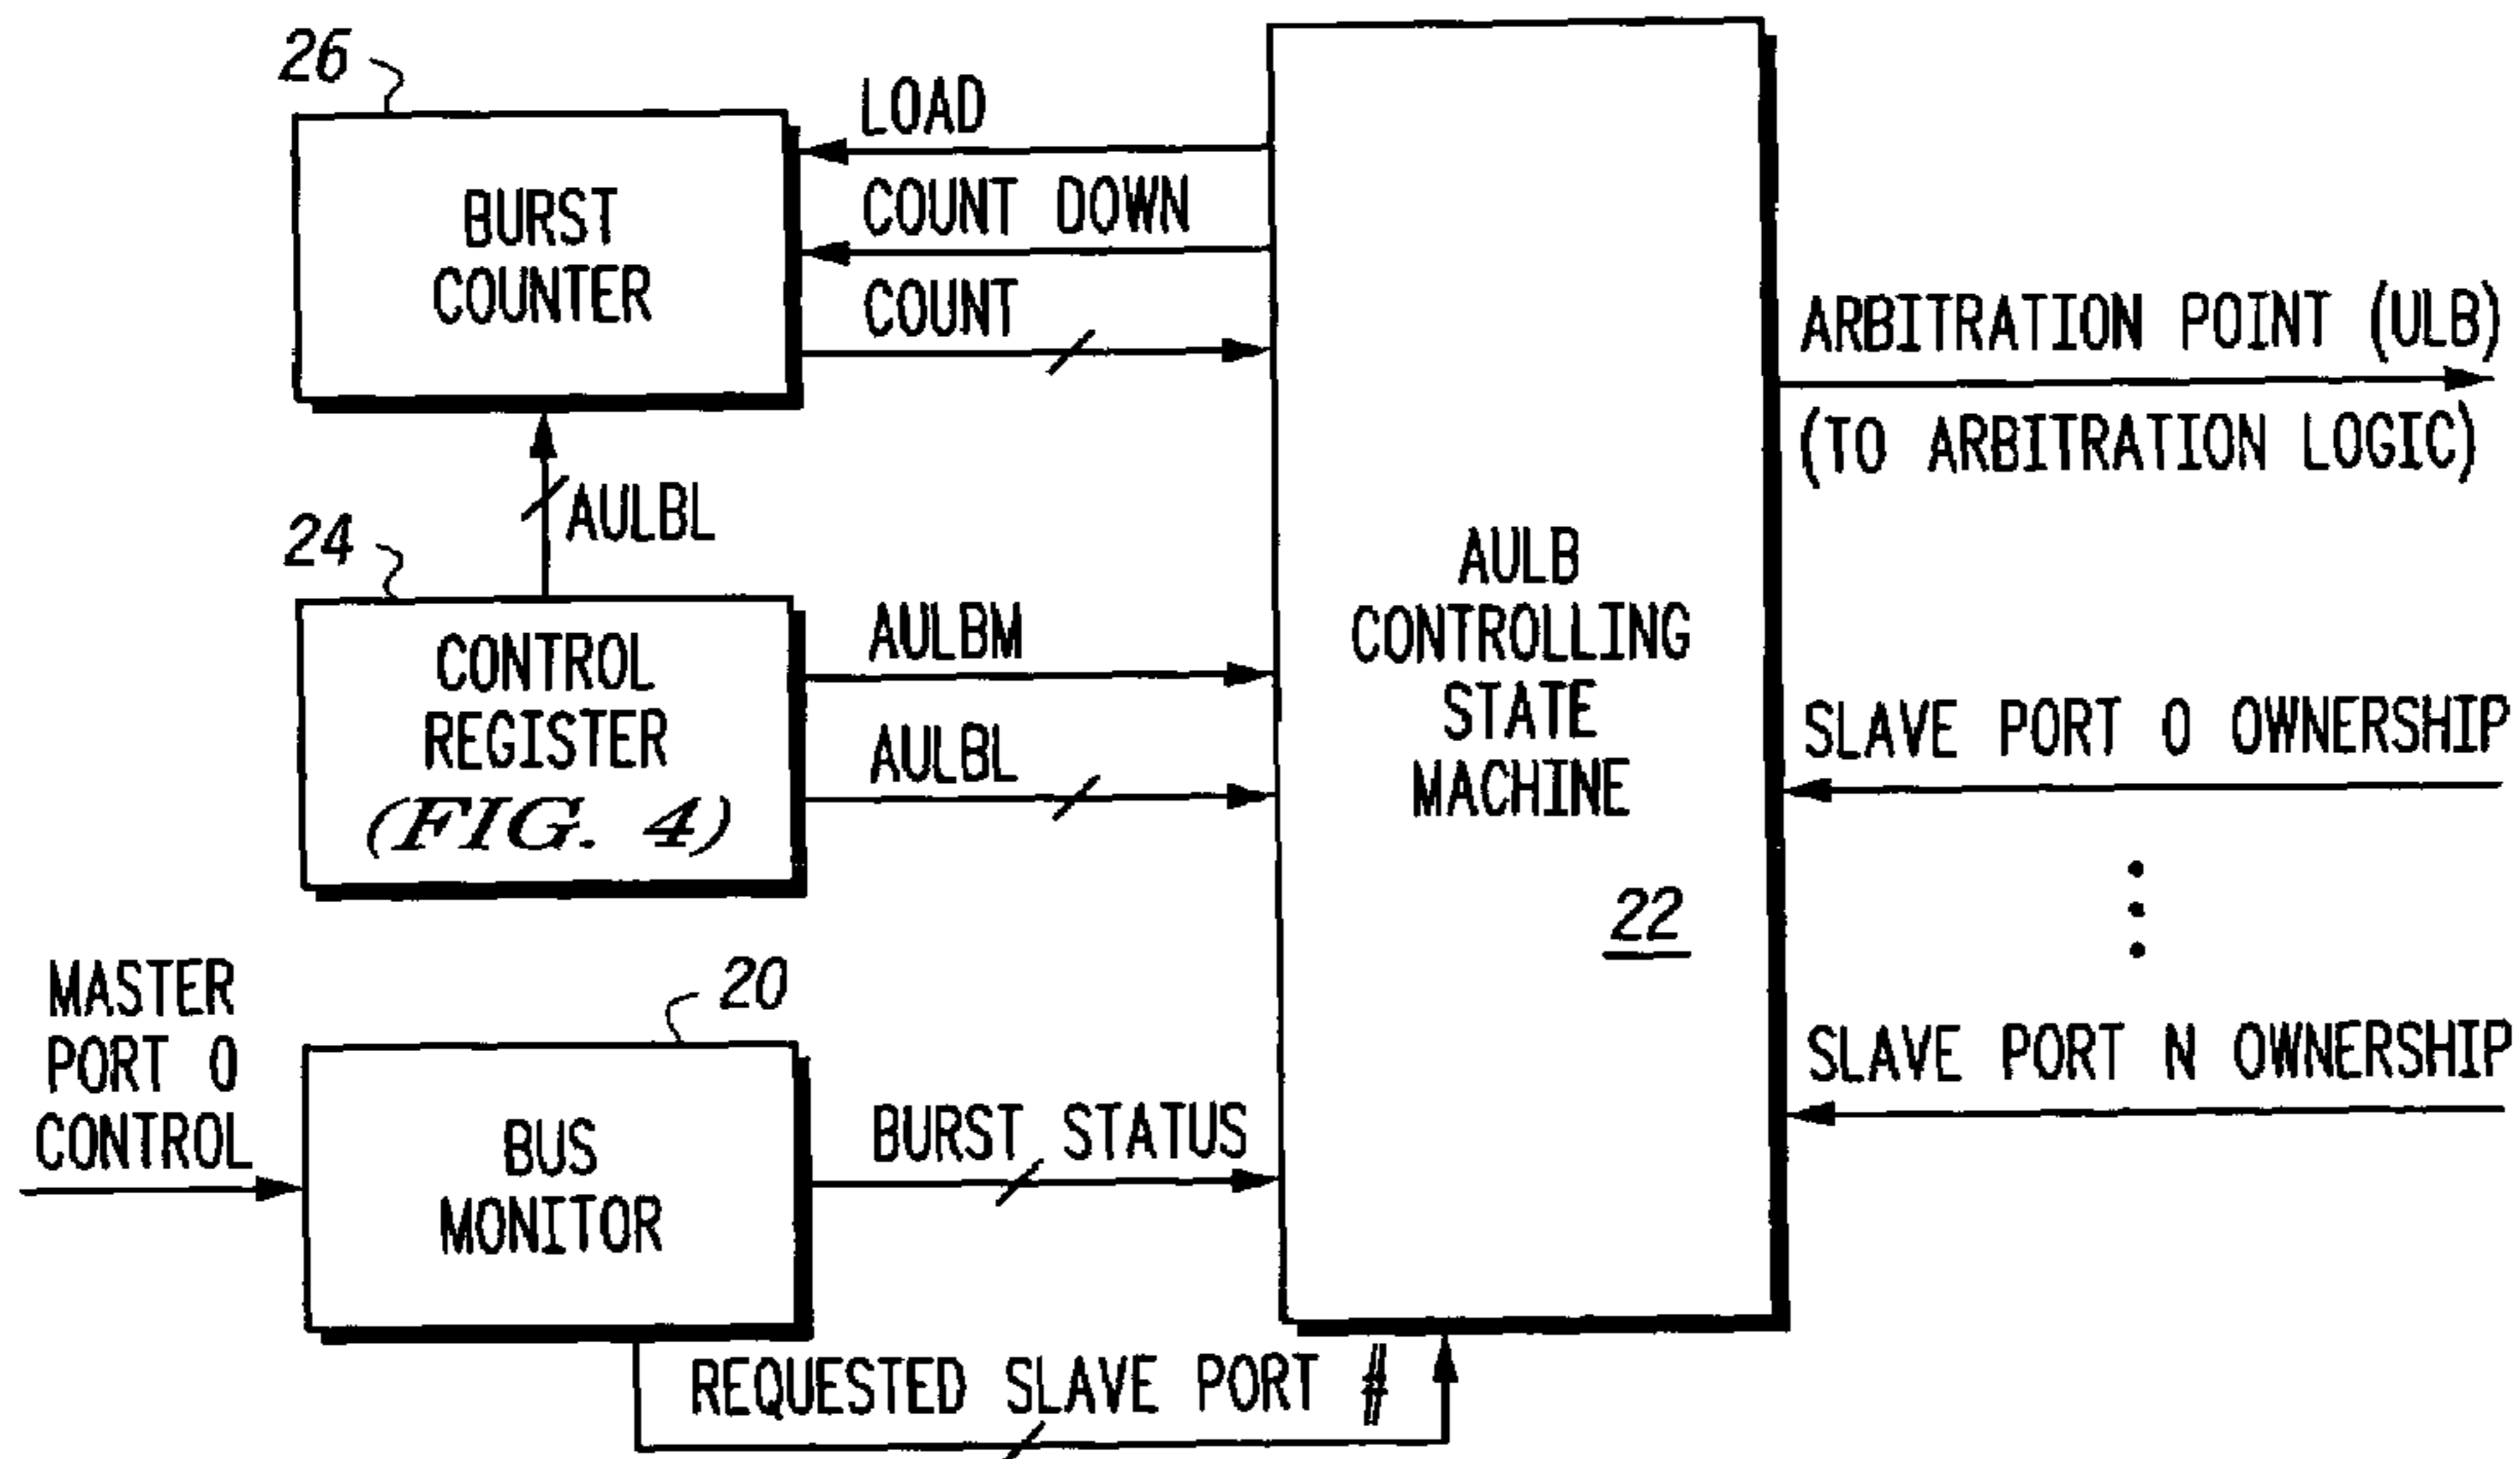 26
BURST
COUNTER
LOAD
COUNT DOWN
COUNT
AULBL
24
CONTROL
REGISTER
(FIG. 4)
AULBM
AULBL
MASTER
PORT 0
CONTROL
20
BUS
MONITOR
BURST STATUS
REQUESTED SLAVE PORT #
AULB
CONTROLLING
STATE
MACHINE
22
ARBITRATION POINT (ULB)
(TO ARBITRATION LOGIC)
SLAVE PORT 0 OWNERSHIP
SLAVE PORT N OWNERSHIP